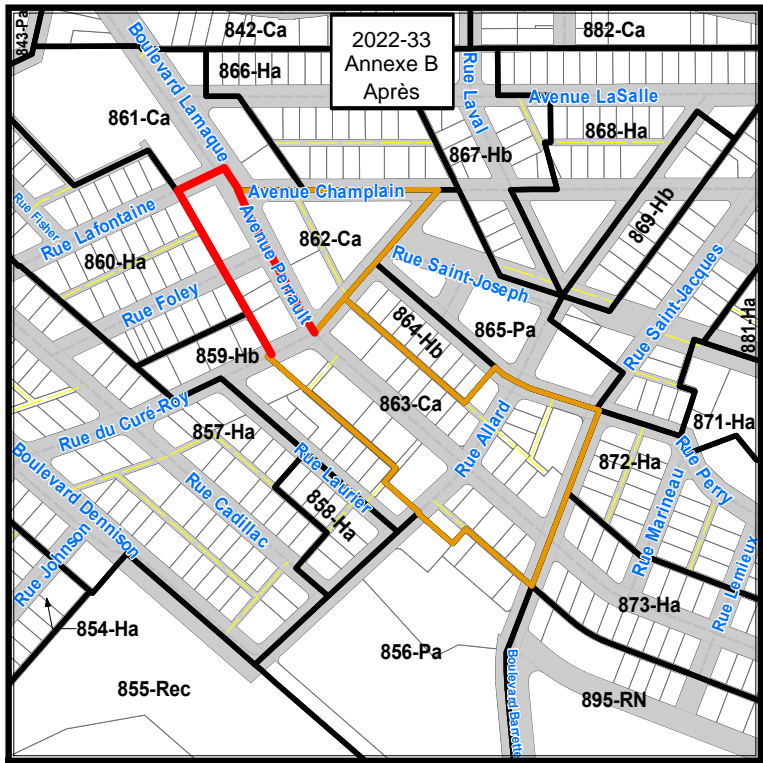 843-Pa
842-Ca
882-Ca
2022-33
Annexe B
Après
Boulevard Lamaque
866-Ha
Rue Laval
Avenue LaSalle
861-Ca
868-Ha
867-Hb
Avenue Champlain
Rue Fisher
Rue Lafontaine
Avenue Perrault
862-Ca
869-Hb
860-Ha
Rue Saint-Joseph
Rue Saint-Jacques
Rue Foley
864-Hb
865-Pa
881-Ha
859-Hb
863-Ca
Rue du Curé-Roy
857-Ha
Rue Allard
871-Ha
Rue Laurier
872-Ha
Rue Perry
Boulevard Dennison
Rue Cadillac
858-Ha
Rue Marineau
Rue Johnson
Rue Lemieux
873-Ha
854-Ha
856-Pa
855-Rec
Boulevard Barrette
895-RN